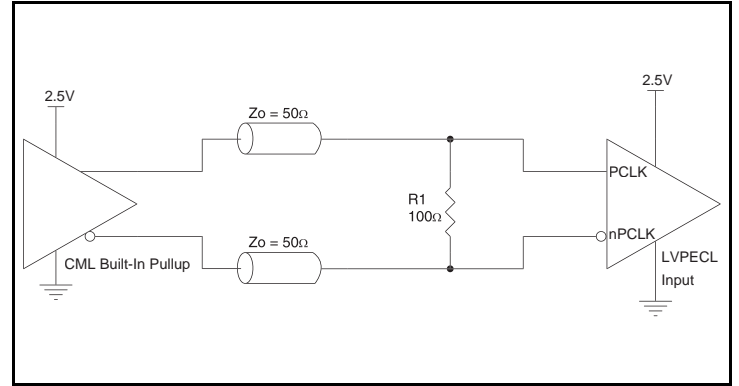 2.5V
2.5V
Zo = 50Ω
PCLK
R1
100Ω
Zo = 50Ω
nPCLK
CML Built-In Pullup
LVPECL
Input